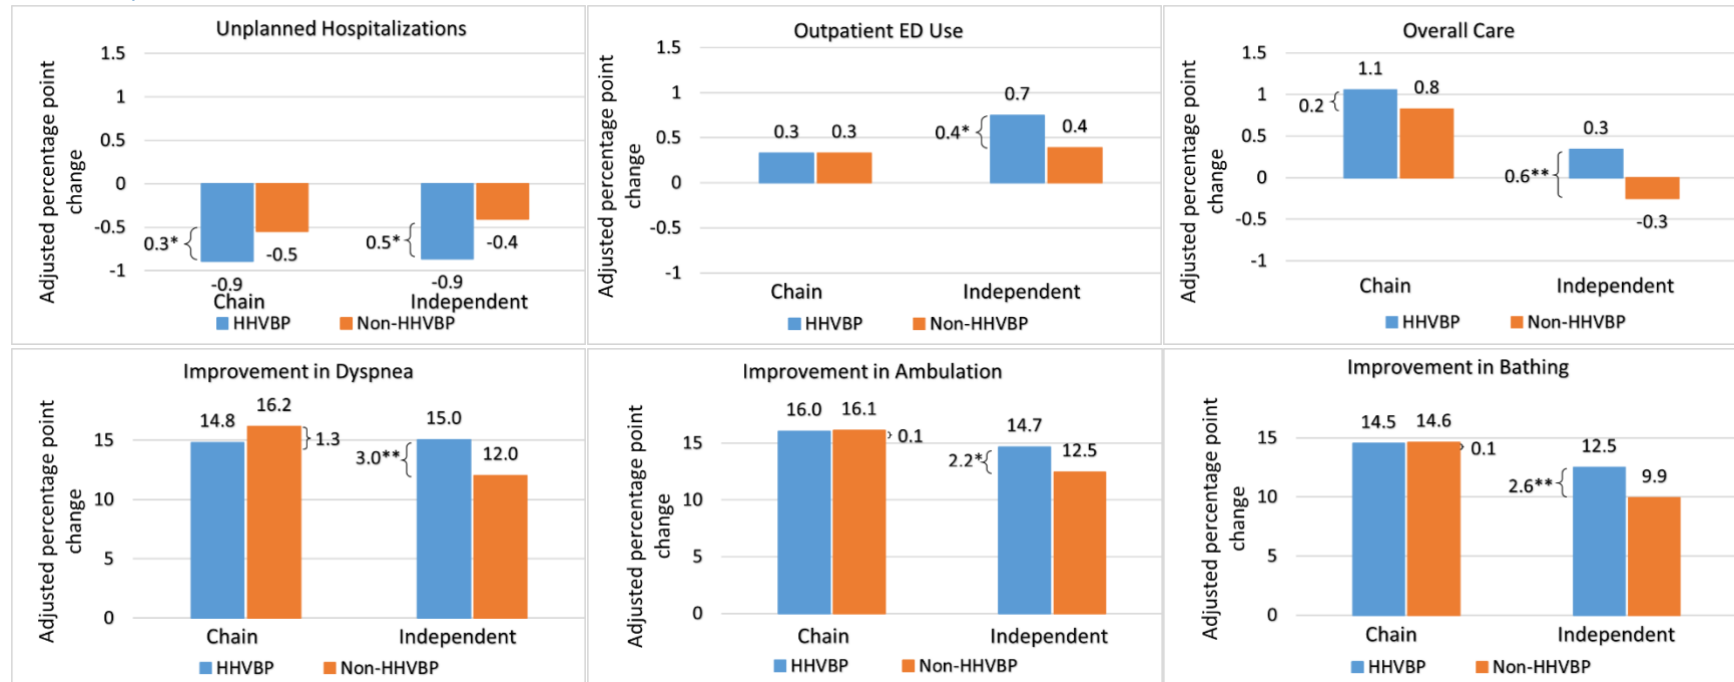 Unplanned Hospitalizations
Adjusted percentage point
change
1.5
1
0.5
0
-0.5
-1
0.3*
-0.9
-0.5
0.5*
-0.9
-0.4
Chain
Independent
HHVBP
Non-HHVBP
Outpatient ED Use
Adjusted percentage point
change
1.5
1
0.5
0
-0.5
-1
0.3
0.3
0.4*
0.7
0.4
Chain
Independent
HHVBP
Non-HHVBP
Overall Care
Adjusted percentage point
change
1.5
1
0.5
0
-0.5
-1
0.2
1.1
0.8
0.6**
0.3
-0.3
Chain
Independent
HHVBP
Non-HHVBP
Improvement in Dyspnea
Adjusted percentage point
change
15
10
5
0
14.8
16.2
1.3
3.0**
15.0
12.0
Chain
Independent
HHVBP
Non-HHVBP
Improvement in Ambulation
Adjusted percentage point
change
15
10
5
0
16.0
16.1
0.1
2.2*
14.7
12.5
Chain
Independent
HHVBP
Non-HHVBP
Improvement in Bathing
Adjusted percentage point
change
15
10
5
0
14.5
14.6
0.1
2.6**
12.5
9.9
Chain
Independent
HHVBP
Non-HHVBP